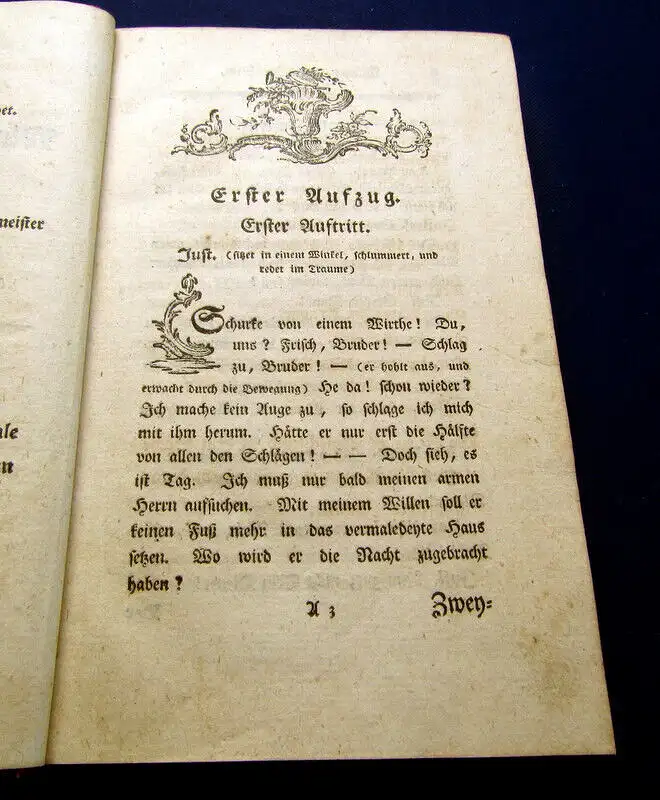 et.
meister
le
n
Erster Aufzug.
Erster Auftritt.
Just. (sitzet in einem Winkel, schlummert, und
redet im Traume)
Schurke von einem Wirthe! Du,
uns? Frisch, Bruder! — Schlag
zu, Bruder! — (er hohlt aus, und
erwacht durch die Bewegung) He da! schon wieder?
Ich mache kein Auge zu, so schlage ich mich
mit ihm herum. Hätte er nur erst die Hälfte
von allen den Schlägen! — — Doch sieh, es
ist Tag. Ich muß nur bald meinen armen
Herrn aufsuchen. Mit meinem Willen soll er
keinen Fuß mehr in das vermaledeyte Haus
setzen. Wo wird er die Nacht zugebracht
haben?
A 3
Zwey=